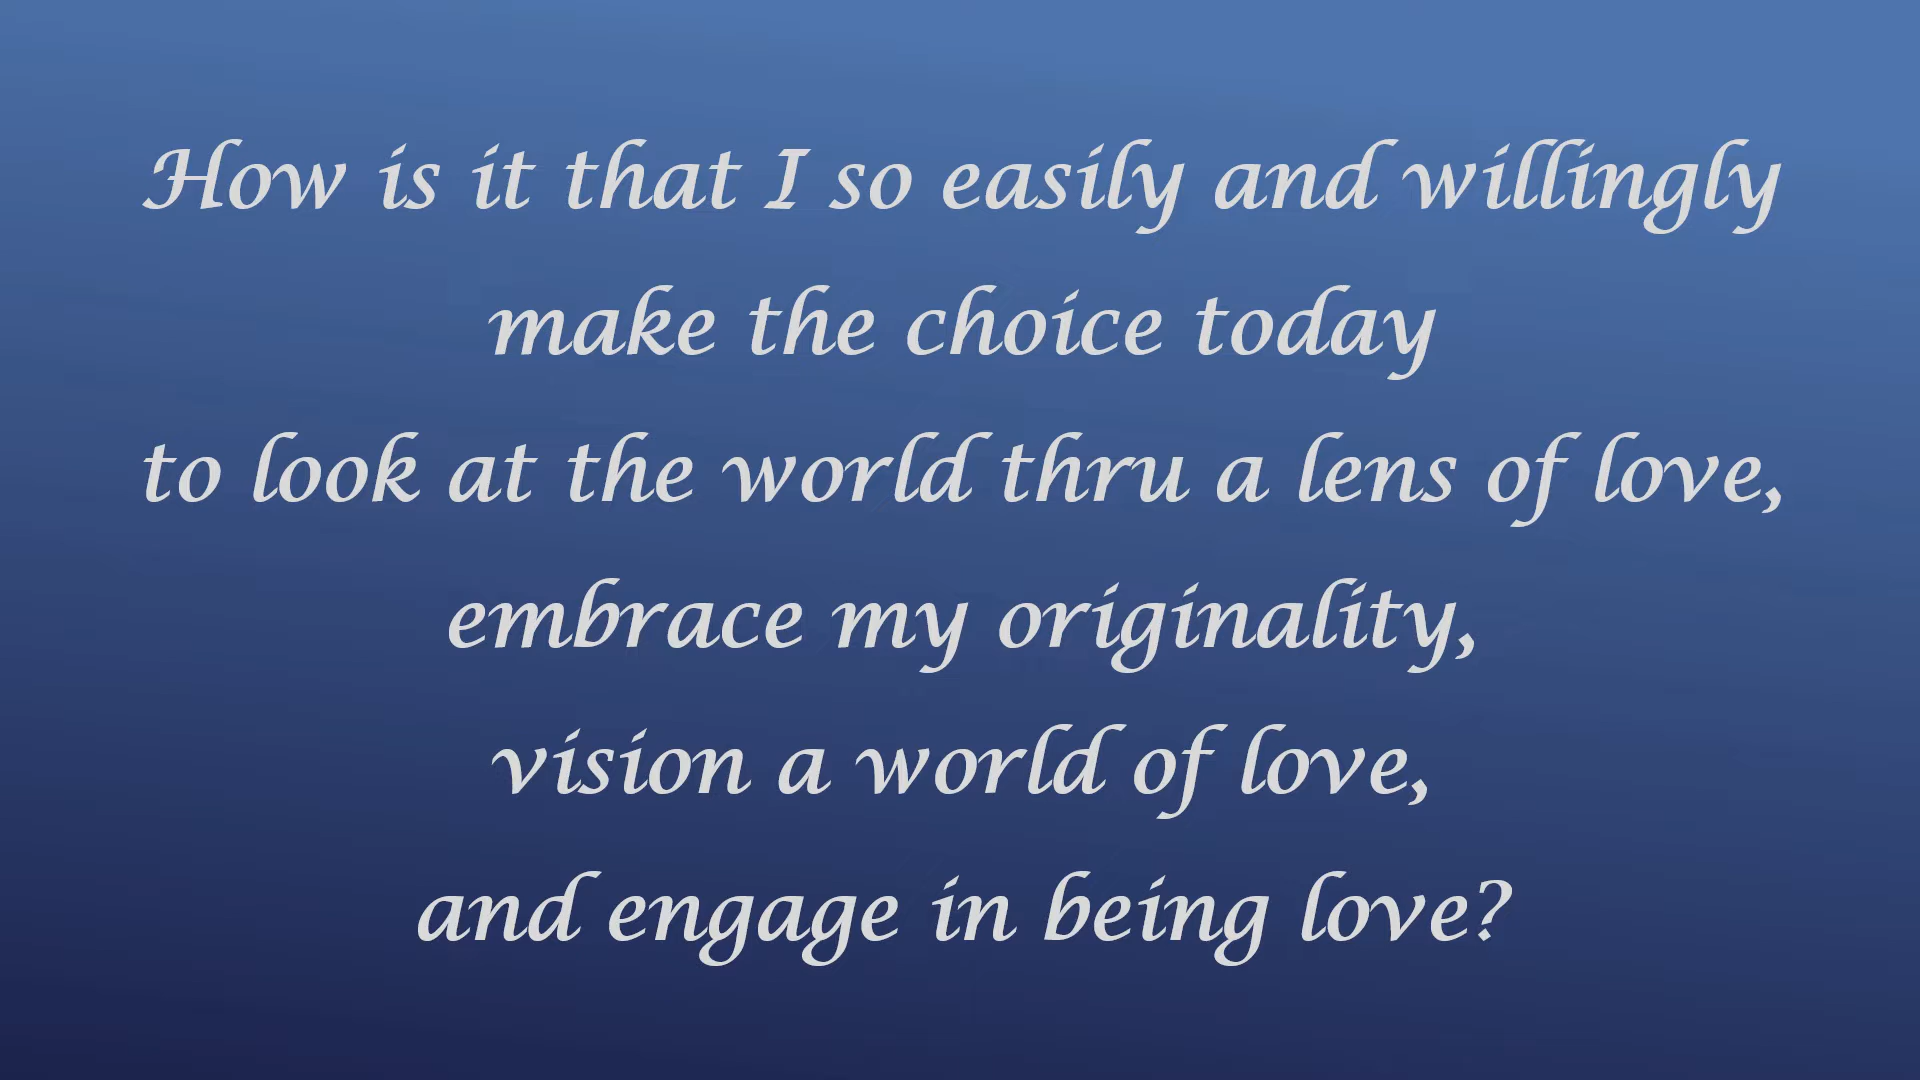 How is it that I so easily and willingly
make the choice today
to look at the world thru a lens of love,
embrace my originality,
vision a world of love,
and engage in being love?